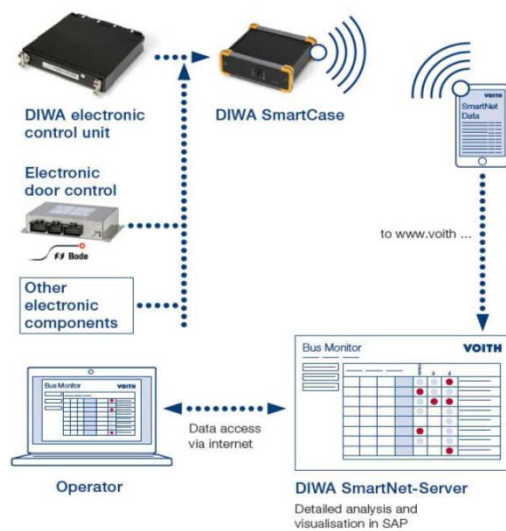 DIWA electronic
control unit
DIWA SmartCase
VOITH
SmartNet
Data
Electronic
door control
Bode
to www.voith ...
Other
electronic
components
Bus Monitor
VOITH
Bus Monitor
VOITH
Data access
via internet
Operator
DIWA SmartNet-Server
Detailed analysis and
visualisation in SAP